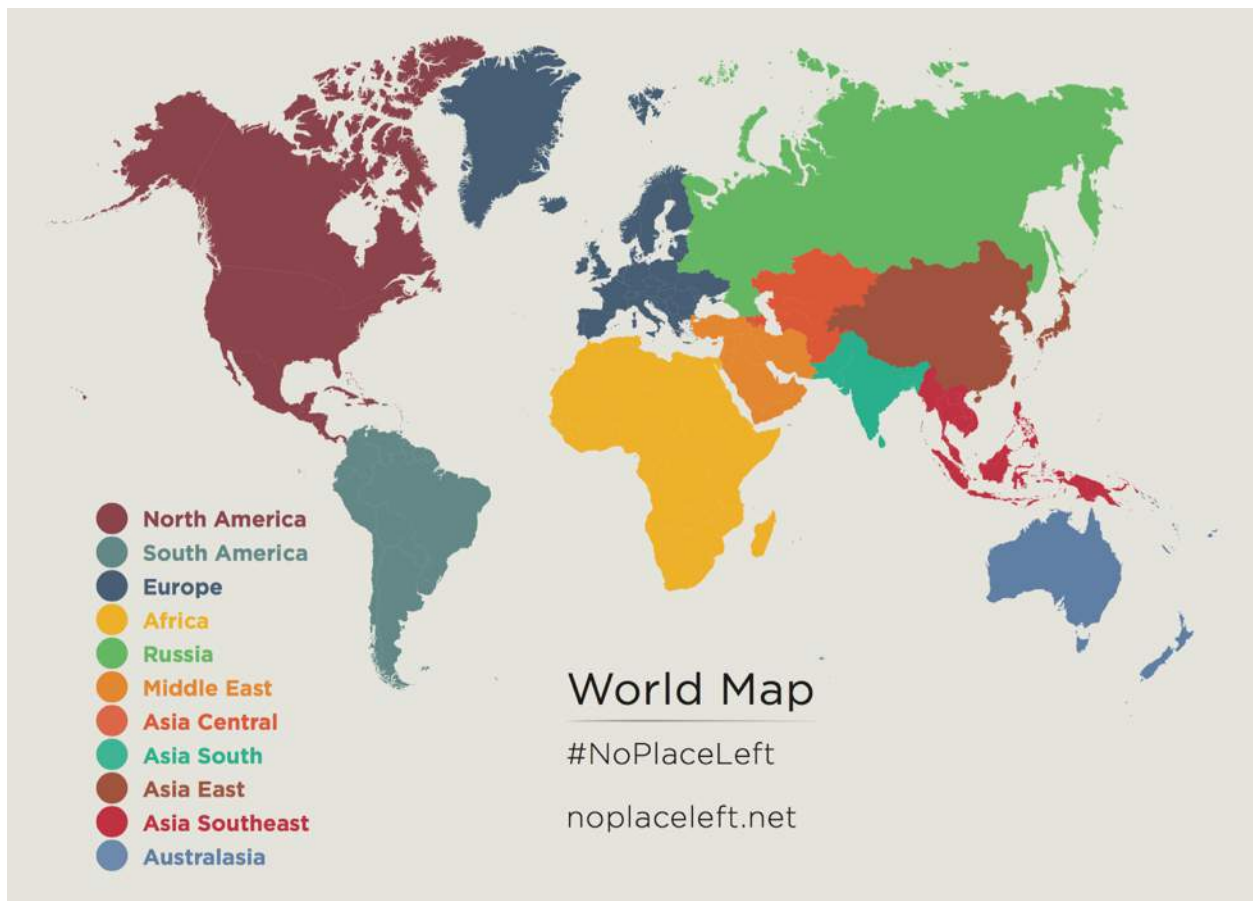 North America
South America
Europe
Africa
Russia
Middle East
Asia Central
Asia South
Asia East
Asia Southeast
Australasia
World Map
#NoPlaceLeft
noplaceleft.net